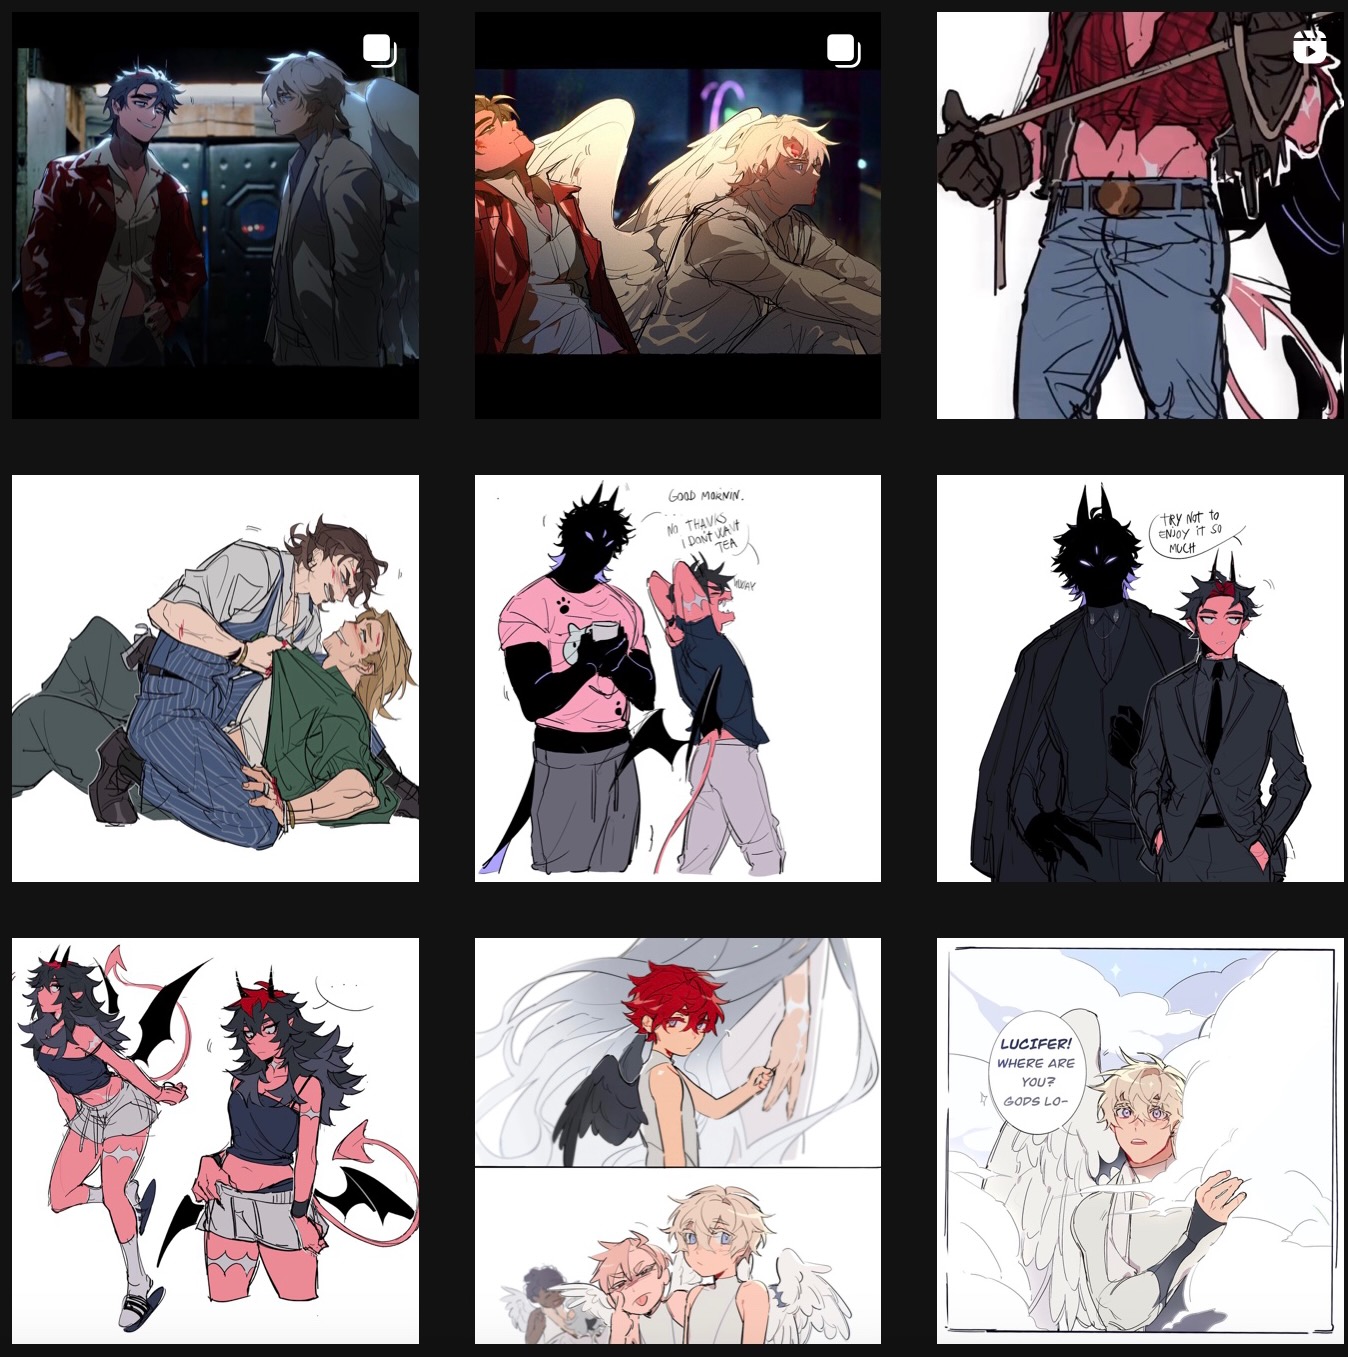 GOOD MORNIN.
NO THANKS
I DON'T WANT
TEA
TRY NOT TO
ENJOY IT SO
MUCH
LUCIFER!
WHERE ARE
YOU?
GODS LO-